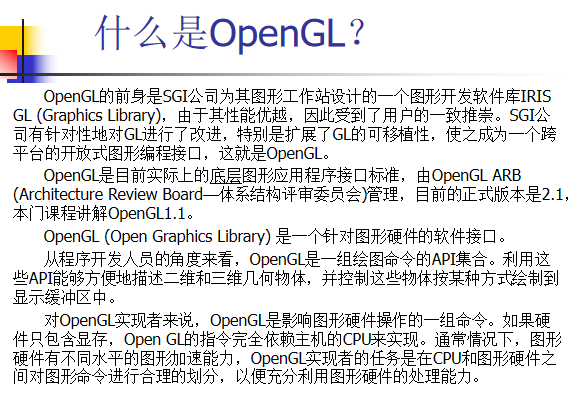 什么是OpenGL？
OpenGL的前身是SGI公司为其图形工作站设计的一个图形开发软件库IRIS
GL (Graphics Library)，由于其性能优越，因此受到了用户的一致推崇。SGI公
司有针对性地对GL进行了改进，特别是扩展了GL的可移植性，使之成为一个跨
平台的开放式图形编程接口，这就是OpenGL。
OpenGL是目前实际上的底层图形应用程序接口标准，由OpenGL ARB
(Architecture Review Board—体系结构评审委员会)管理，目前的正式版本是2.1，
本门课程讲解OpenGL1.1。
OpenGL (Open Graphics Library) 是一个针对图形硬件的软件接口。
从程序开发人员的角度来看，OpenGL是一组绘图命令的API集合。利用这
些API能够方便地描述二维和三维几何物体，并控制这些物体按某种方式绘制到
显示缓冲区中。
对OpenGL实现者来说，OpenGL是影响图形硬件操作的一组命令。如果硬
件只包含显存，Open GL的指令完全依赖主机的CPU来实现。通常情况下，图形
硬件有不同水平的图形加速能力，OpenGL实现者的任务是在CPU和图形硬件之
间对图形命令进行合理的划分，以便充分利用图形硬件的处理能力。